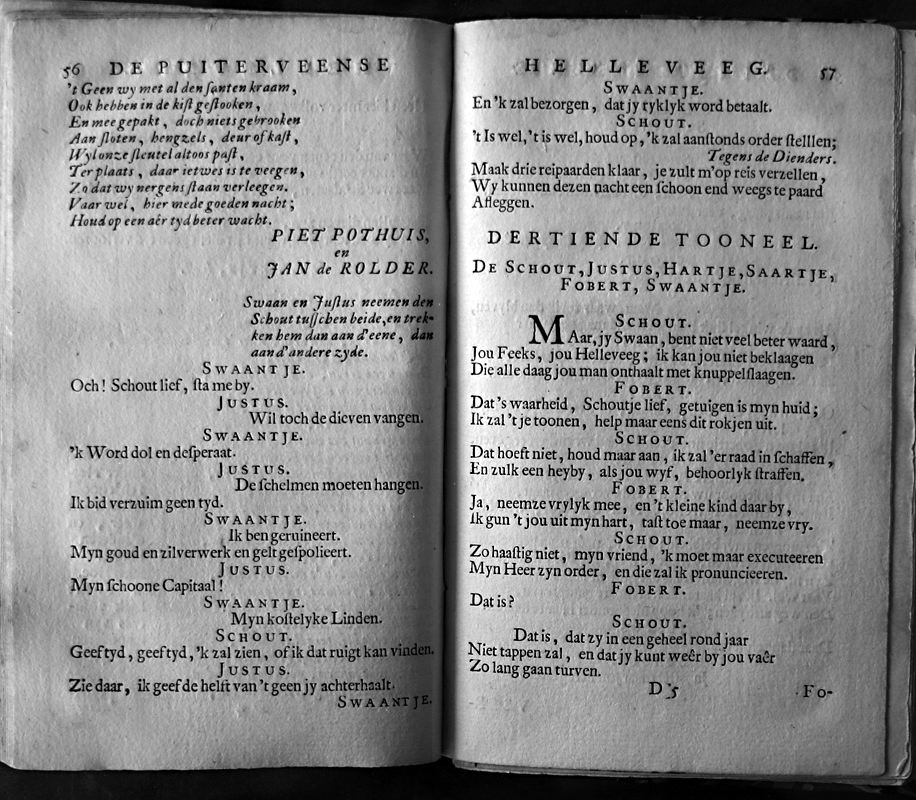 56 DE PUITERVEENSE
't Geen wy met al den ſanten kraam,
Ook hebben in de kiſt geſtooken,
En mee gepakt, doch niets gebrooken
Aan ſloten, hengzels, deur of kaſt,
Wyl onze ſleutel altoos paſt,
Ter plaats, daar ietwes is te veegen,
Zo dat wy nergens ſtaan verleegen.
Vaar wel, hier mede goeden nacht;
Houd op een aêr tyd beter wacht.
PIET POTHUIS,
en
JAN de ROLDER.
Swaan en Juſtus neemen den
Schout tuſſchen beide, en trek-
ken hem dan aan d'eene, dan
aan d'andere zyde.
SWAANTJE.
Och! Schout lief, ſta me by.
JUSTUS.
Wil toch de dieven vangen.
SWAANTJE.
'k Word dol en deſperaat.
JUSTUS.
De ſchelmen moeten hangen.
Ik bid verzuim geen tyd.
SWAANTJE.
Ik ben geruineert.
Myn goud en zilverwerk en gelt geſpolieert.
JUSTUS.
Myn ſchoone Capitaal!
SWAANTJE.
Myn koſtelyke Linden.
SCHOUT.
Geeft yd, geeft yd, 'k zal zien, of ik dat ruigt kan vinden.
JUSTUS.
Zie daar, ik geef de helft van 't geen jy achterhaalt.
SWAANTJE.
HELLEVEEG. 57
SWAANTJE.
En 'k zal bezorgen, dat jy ryklyk word betaalt.
SCHOUT.
't Is wel, 't is wel, houd op, 'k zal aanſtonds order ſtelllen;
Tegens de Dienders.
Maak drie reipaarden klaar, je zult m'op reis verzellen,
Wy kunnen dezen nacht een ſchoon end weegs te paard
Afleggen.
DERTIENDE TOONEEL.
DE SCHOUT, JUSTUS, HARTJE, SAARTJE,
FOBERT, SWAANTJE.
SCHOUT.
MAar, jy Swaan, bent niet veel beter waard,
Jou Feeks, jou Helleveeg; ik kan jou niet beklaagen
Die alle daag jou man onthaalt met knuppelſlaagen.
FOBERT.
Dat's waarheid, Schoutje lief, getuigen is myn huid;
Ik zal 't je toonen, help maar eens dit rokjen uit.
SCHOUT.
Dat hoeft niet, houd maar aan, ik zal 'er raad in ſchaffen,
En zulk een heyby, als jou wyf, behoorlyk ſtraffen.
FOBERT.
Ja, neemze vrylyk mee, en 't kleine kind daar by,
Ik gun 't jou uit myn hart, taſt toe maar, neemze vry.
SCHOUT.
Zo haaſtig niet, myn vriend, 'k moet maar executeeren
Myn Heer zyn order, en die zal ik pronuncieeren.
FOBERT.
Dat is?
SCHOUT.
Dat is, dat zy in een geheel rond jaar
Niet tappen zal, en dat jy kunt weêr by jou vaêr
Zo lang gaan turven.
D 5 Fo-